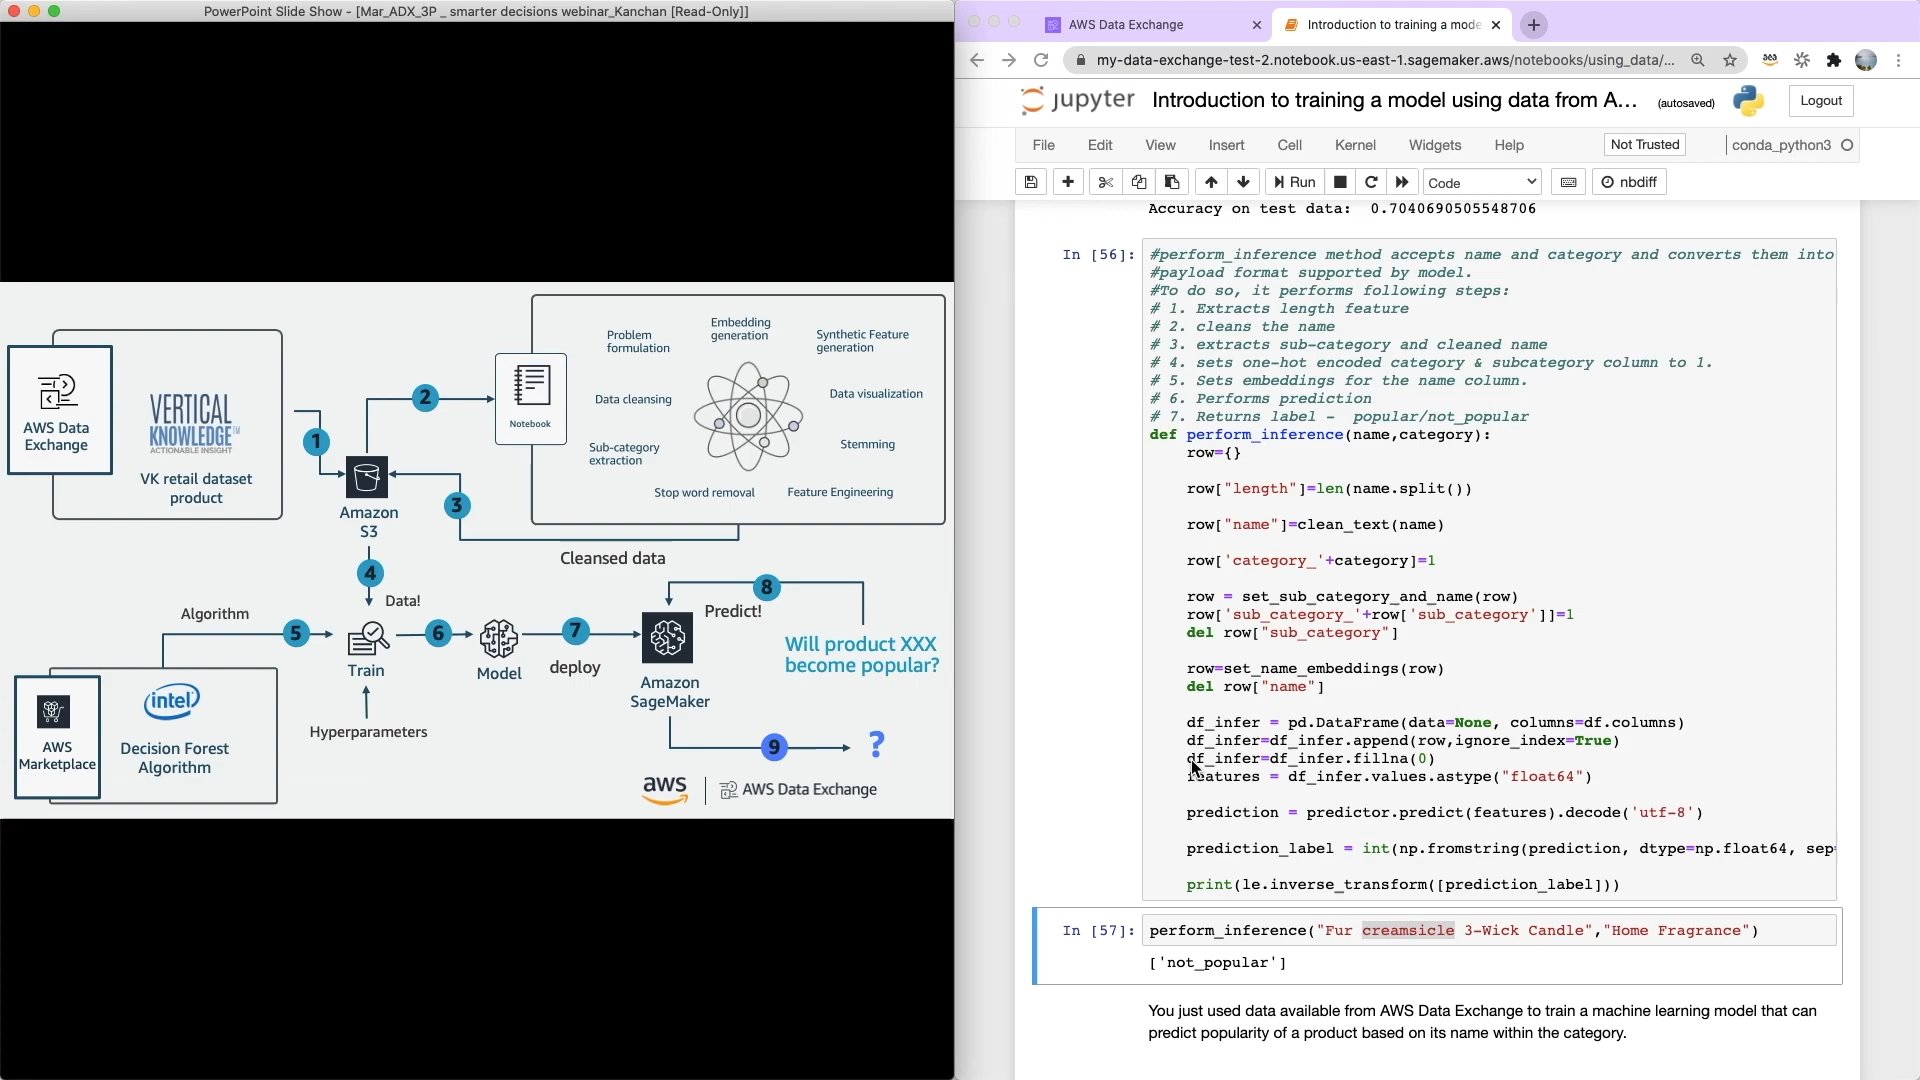 PowerPoint Slide Show - [Mar_ADX_3P _ smarter decisions webinar_Kanchan [Read-Only]]
AWS Data
Exchange
VERTICAL
KNOWLEDGE™
ACTIONABLE INSIGHT
VK retail dataset
product
1
2
Amazon
S3
3
Notebook
Problem
formulation
Embedding
generation
Synthetic Feature
generation
Data cleansing
Data visualization
Sub-category
extraction
Stemming
Stop word removal
Feature Engineering
Cleansed data
4
Data!
Algorithm
5
Train
6
Model
7
deploy
8
Predict!
Will product XXX
become popular?
Amazon
SageMaker
Hyperparameters
AWS
Marketplace
intel
Decision Forest
Algorithm
9
?
aws
AWS Data Exchange
AWS Data Exchange
Introduction to training a mode
my-data-exchange-test-2.notebook.us-east-1.sagemaker.aws/notebooks/using_data/...
jupyter
Introduction to training a model using data from A...
(autosaved)
Logout
File Edit View Insert Cell Kernel Widgets Help
Not Trusted
conda_python3
Run
Code
nbdiff
Accuracy on test data:  0.7040690505548706
In [56]:
#perform_inference method accepts name and category and converts them into
#payload format supported by model.
#To do so, it performs following steps:
# 1. Extracts length feature
# 2. cleans the name
# 3. extracts sub-category and cleaned name
# 4. sets one-hot encoded category & subcategory column to 1.
# 5. Sets embeddings for the name column.
# 6. Performs prediction
# 7. Returns label -  popular/not_popular
def perform_inference(name,category):
    row={}
    row["length"]=len(name.split())
    row["name"]=clean_text(name)
    row['category_'+category]=1
    row = set_sub_category_and_name(row)
    row['sub_category_'+row['sub_category']]=1
    del row["sub_category"]
    row=set_name_embeddings(row)
    del row["name"]
    df_infer = pd.DataFrame(data=None, columns=df.columns)
    df_infer=df_infer.append(row,ignore_index=True)
    df_infer=df_infer.fillna(0)
    features = df_infer.values.astype("float64")
    prediction = predictor.predict(features).decode('utf-8')
    prediction_label = int(np.fromstring(prediction, dtype=np.float64, sep=
    print(le.inverse_transform([prediction_label]))
In [57]:
perform_inference("Fur creamsicle 3-Wick Candle","Home Fragrance")
['not_popular']
You just used data available from AWS Data Exchange to train a machine learning model that can
predict popularity of a product based on its name within the category.